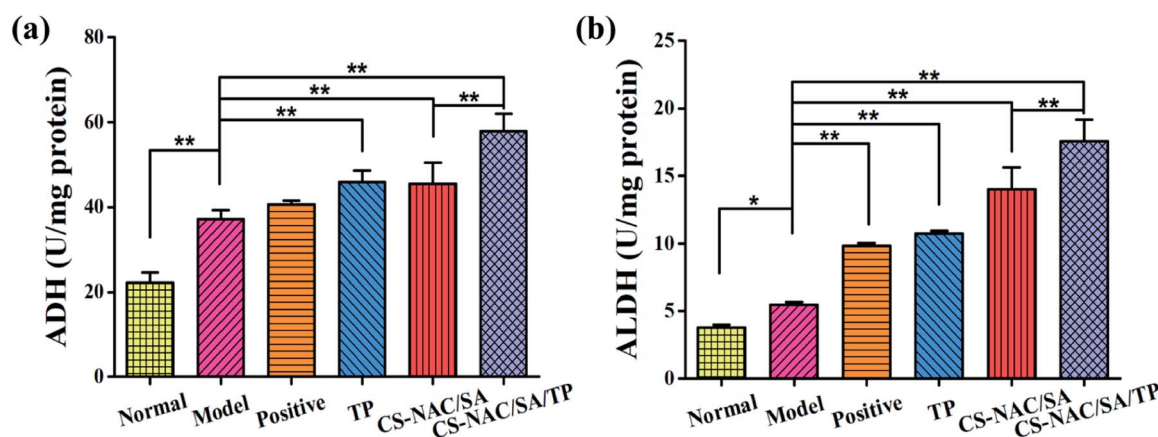 (a)
ADH (U/mg protein)
80
60
40
20
0
**
**
**
**
**
Normal
Model
Positive
TP
CS-NAC/SA
CS-NAC/SA/TP
(b)
ALDH (U/mg protein)
25
20
15
10
5
0
**
**
**
**
**
*
Normal
Model
Positive
TP
CS-NAC/SA
CS-NAC/SA/TP